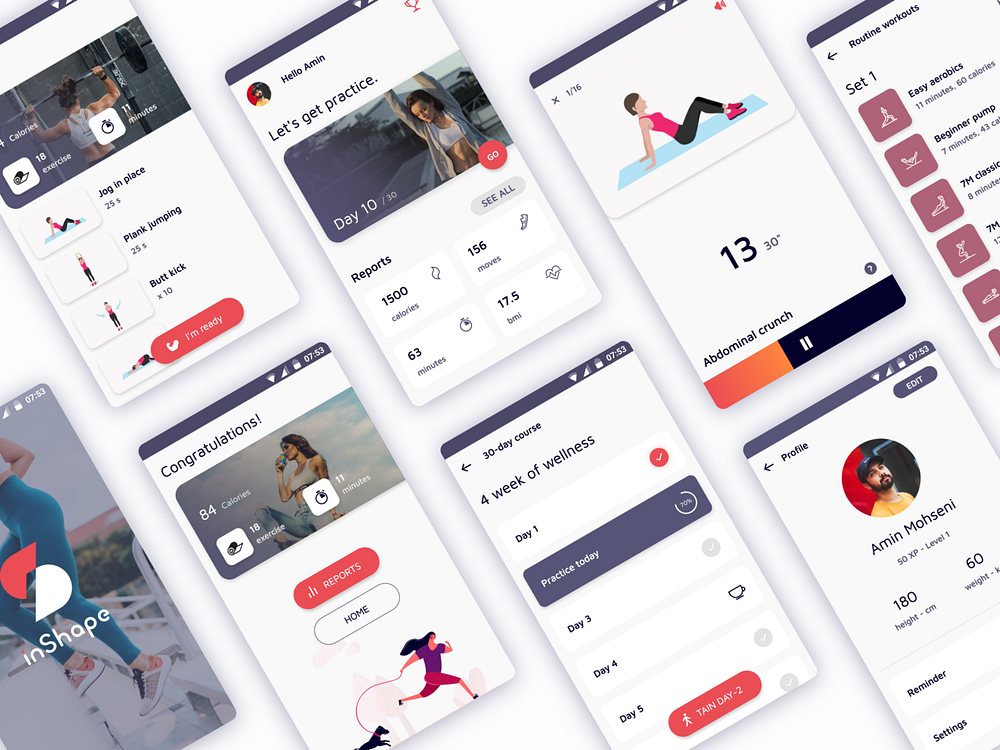 4 Calories
11
minutes
18
exercise
Jog in place
25 s
Plank jumping
25 s
Butt kick
x 10
I'm ready
Hello Amin
Let's get practice.
GO
Day 10 / 30
SEE ALL
Reports
1500
calories
156
moves
63
minutes
17.5
bmi
1/16
13 30"
?
Abdominal crunch
Routine workouts
Set 1
Easy aerobics
11 minutes, 60 calories
Beginner pump
7 minutes, 43 ca
7M classic
8 minutes
7M
07:53
inShape
07:53
Congratulations!
84 Calories
11
minutes
18
exercise
REPORTS
HOME
07:53
30-day course
4 week of wellness
Day 1
Practice today
70%
Day 3
Day 4
Day 5
TAIN DAY-2
07:53
EDIT
Profile
Amin Mohseni
50 XP - Level 1
180
height - cm
60
weight - k
Reminder
Settings